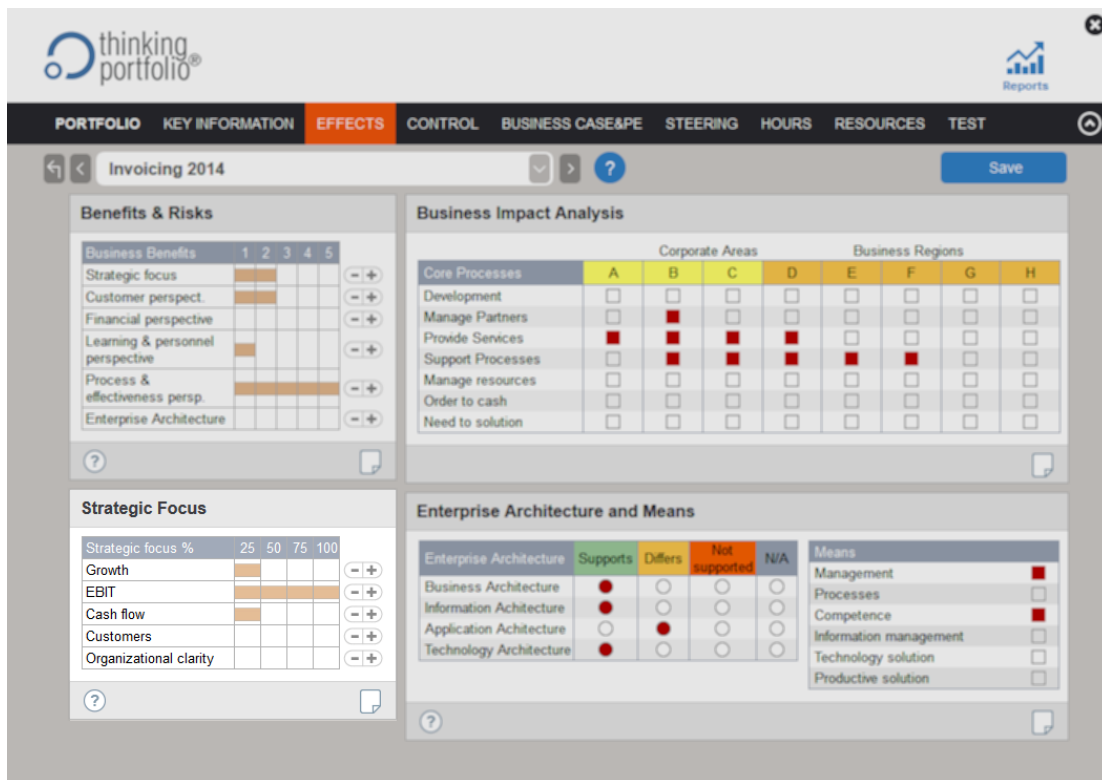 thinking
portfolio®
Reports
PORTFOLIO KEY INFORMATION EFFECTS CONTROL BUSINESS CASE&PE STEERING HOURS RESOURCES TEST
Invoicing 2014
?
Save
Benefits & Risks
Business Benefits 1 2 3 4 5
Strategic focus - +
Customer perspect. - +
Financial perspective - +
Learning & personnel
perspective - +
Process &
effectiveness persp. - +
Enterprise Architecture - +
?
Business Impact Analysis
Corporate Areas Business Regions
Core Processes A B C D E F G H
Development
Manage Partners
Provide Services
Support Processes
Manage resources
Order to cash
Need to solution
Strategic Focus
Strategic focus % 25 50 75 100
Growth - +
EBIT - +
Cash flow - +
Customers - +
Organizational clarity - +
?
Enterprise Architecture and Means
Enterprise Architecture Supports Differs Not supported N/A
Business Architecture
Information Achitecture
Application Achitecture
Technology Architecture
Means
Management
Processes
Competence
Information management
Technology solution
Productive solution
?